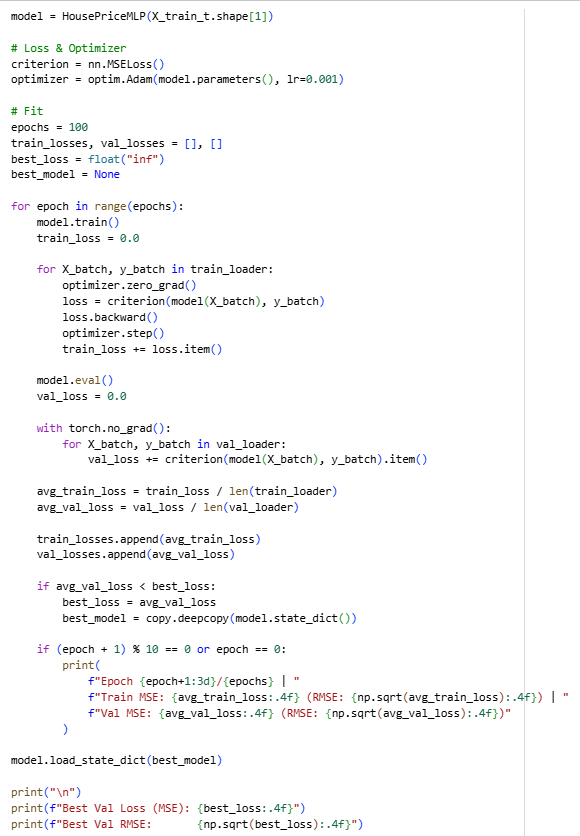 model = HousePriceMLP(X_train_t.shape[1])

# Loss & Optimizer
criterion = nn.MSELoss()
optimizer = optim.Adam(model.parameters(), lr=0.001)

# Fit
epochs = 100
train_losses, val_losses = [], []
best_loss = float("inf")
best_model = None

for epoch in range(epochs):
    model.train()
    train_loss = 0.0

    for X_batch, y_batch in train_loader:
        optimizer.zero_grad()
        loss = criterion(model(X_batch), y_batch)
        loss.backward()
        optimizer.step()
        train_loss += loss.item()

    model.eval()
    val_loss = 0.0

    with torch.no_grad():
        for X_batch, y_batch in val_loader:
            val_loss += criterion(model(X_batch), y_batch).item()

    avg_train_loss = train_loss / len(train_loader)
    avg_val_loss = val_loss / len(val_loader)

    train_losses.append(avg_train_loss)
    val_losses.append(avg_val_loss)

    if avg_val_loss < best_loss:
        best_loss = avg_val_loss
        best_model = copy.deepcopy(model.state_dict())

    if (epoch + 1) % 10 == 0 or epoch == 0:
        print(
            f"Epoch {epoch+1:3d}/{epochs} | "
            f"Train MSE: {avg_train_loss:.4f} (RMSE: {np.sqrt(avg_train_loss):.4f}) | "
            f"Val MSE: {avg_val_loss:.4f} (RMSE: {np.sqrt(avg_val_loss):.4f})"
        )

model.load_state_dict(best_model)

print("\n")
print(f"Best Val Loss (MSE): {best_loss:.4f}")
print(f"Best Val RMSE:       {np.sqrt(best_loss):.4f}")